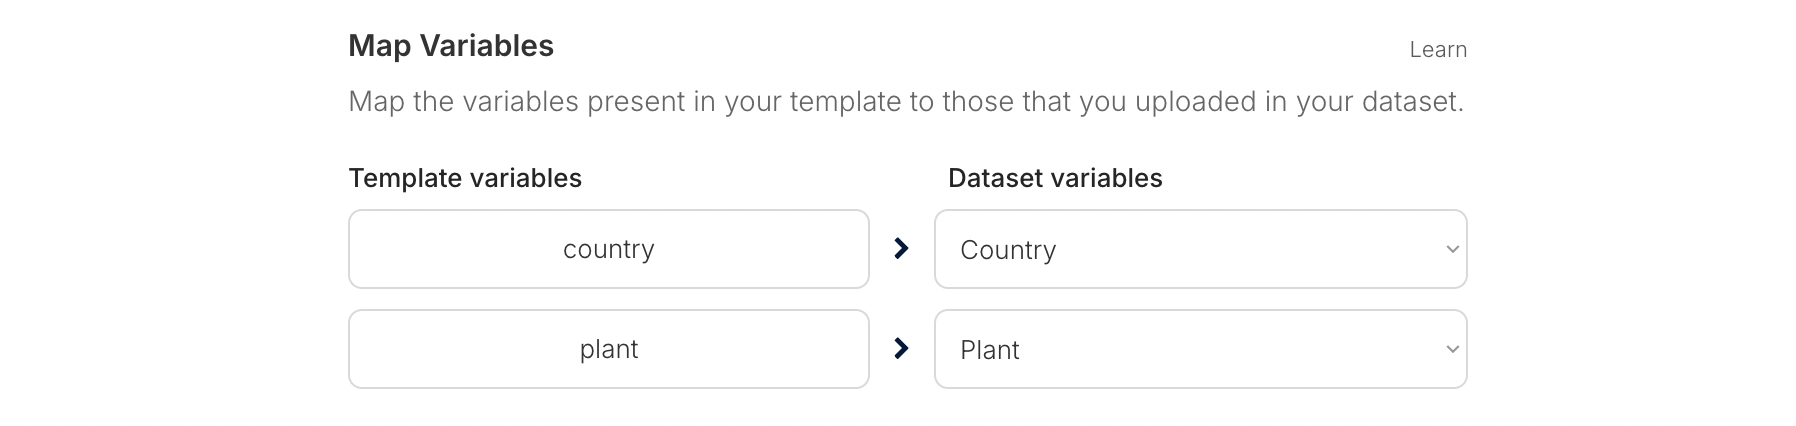 Map Variables
Learn
Map the variables present in your template to those that you uploaded in your dataset.
Template variables
Dataset variables
country
Country
plant
Plant